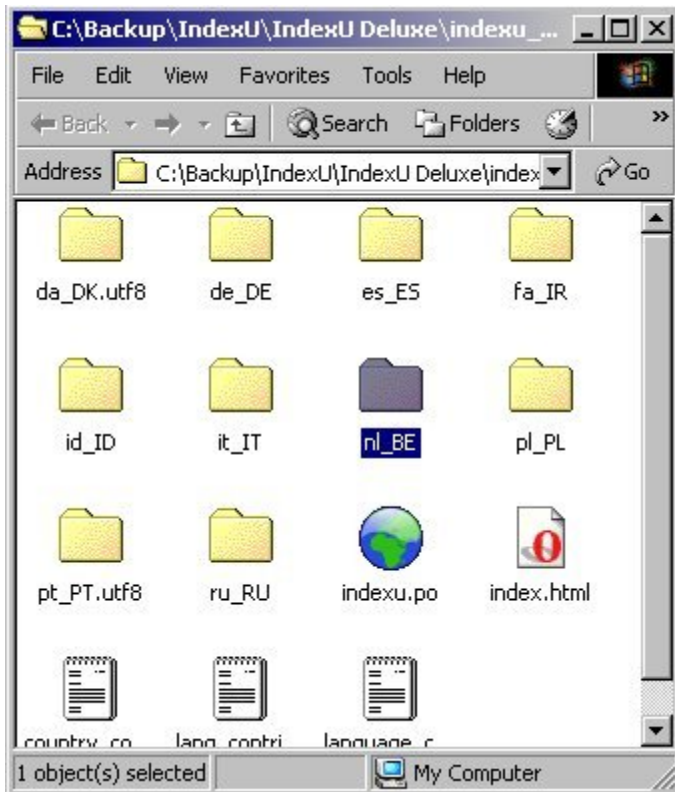 C:\Backup\IndexU\IndexU Deluxe\indexu_...
File Edit View Favorites Tools Help
Back Search Folders »
Address C:\Backup\IndexU\IndexU Deluxe\index Go
da_DK.utf8 de_DE es_ES fa_IR
id_ID it_IT nl_BE pl_PL
pt_PT.utf8 ru_RU indexu.po index.html
country_co lang_contri language_c
1 object(s) selected My Computer